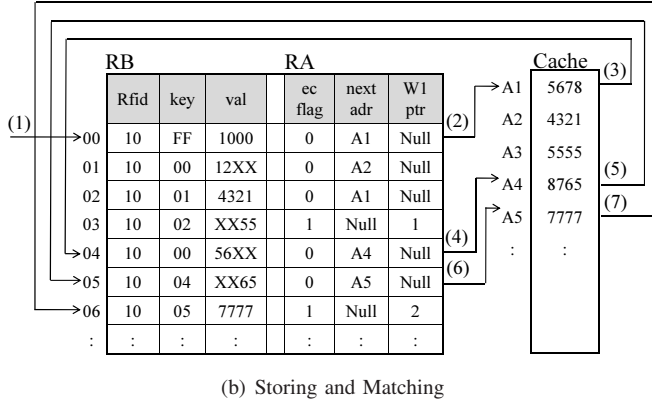 RB RA Cache
Rfid key val ec flag next adr W1 ptr
(1) (2) (3)
00 10 FF 1000 0 A1 Null A1 5678
01 10 00 12XX 0 A2 Null A2 4321
02 10 01 4321 0 A1 Null A3 5555
03 10 02 XX55 1 Null 1 A4 8765 (5)
04 10 00 56XX 0 A4 Null (4) A5 7777 (7)
05 10 04 XX65 0 A5 Null (6) : :
06 10 05 7777 1 Null 2
: : : : : : :
(b) Storing and Matching